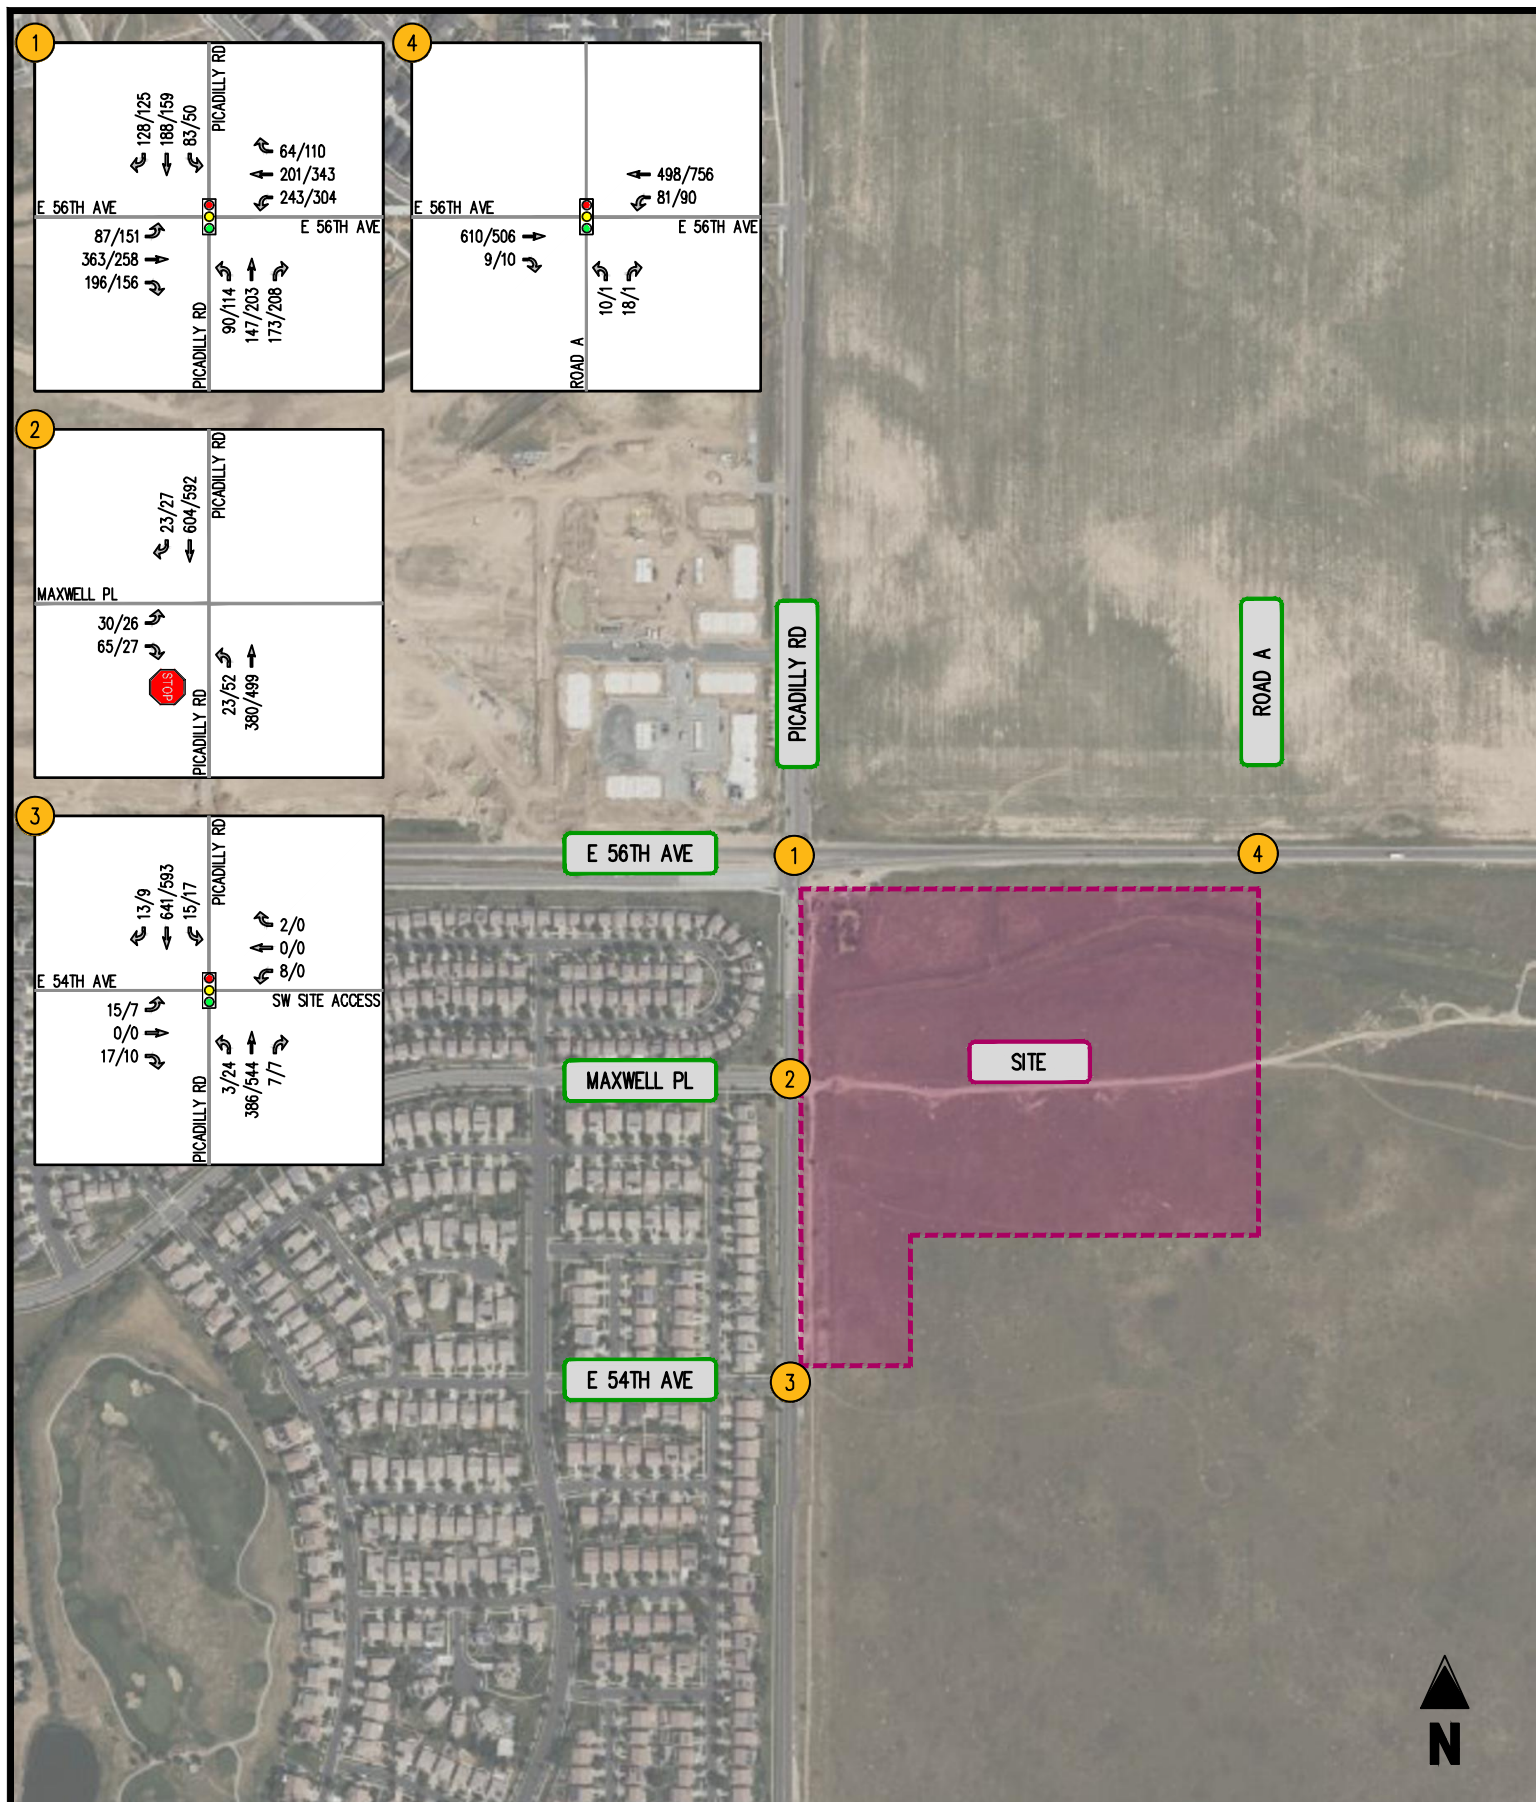 1
PICADILLY RD
128/125
188/159
83/50
64/110
201/343
243/304
E 56TH AVE
E 56TH AVE
87/151
363/258
196/156
90/114
147/203
173/208
PICADILLY RD
4
498/756
81/90
E 56TH AVE
E 56TH AVE
610/506
9/10
10/1
18/1
ROAD A
2
PICADILLY RD
23/27
604/592
MAXWELL PL
30/26
65/27
STOP
23/52
380/499
PICADILLY RD
3
PICADILLY RD
13/9
641/593
15/17
2/0
0/0
8/0
E 54TH AVE
SW SITE ACCESS
15/7
0/0
17/10
3/24
386/544
7/7
PICADILLY RD
PICADILLY RD
ROAD A
E 56TH AVE
1
4
SITE
MAXWELL PL
2
E 54TH AVE
3
N